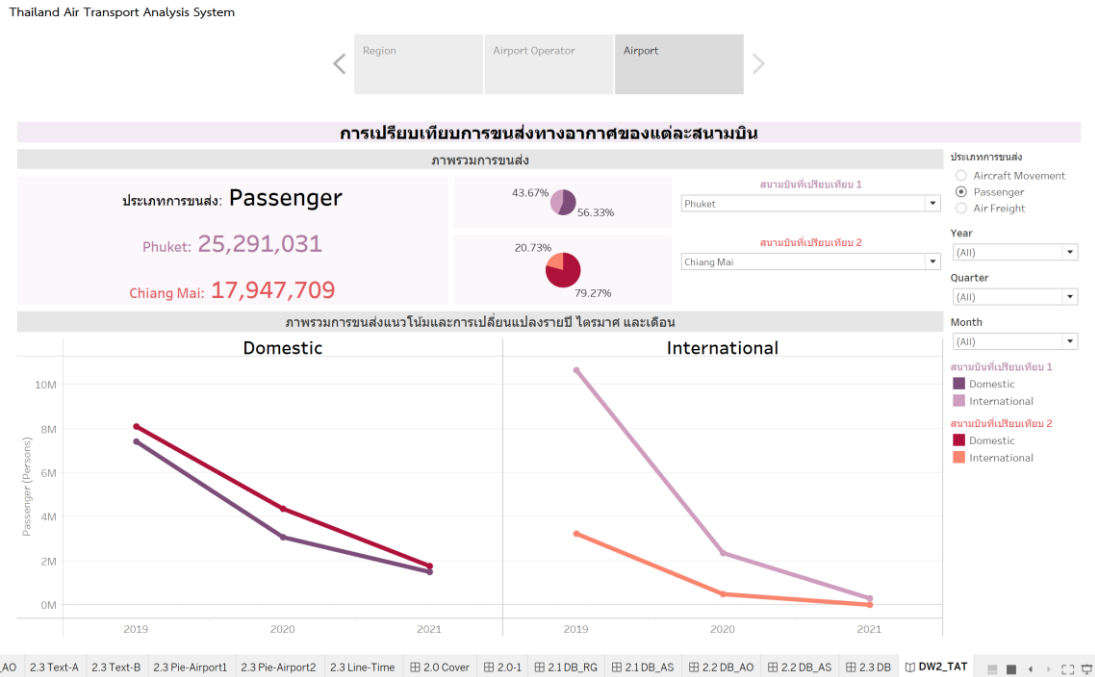 Thailand Air Transport Analysis System
Region
Airport Operator
Airport
การเปรียบเทียบการขนส่งทางอากาศของแต่ละสนามบิน
ภาพรวมการขนส่ง
ประเภทการขนส่ง: Passenger
Phuket: 25,291,031
Chiang Mai: 17,947,709
43.67%
56.33%
20.73%
79.27%
สนามบินที่เปรียบเทียบ 1
Phuket
สนามบินที่เปรียบเทียบ 2
Chiang Mai
ประเภทการขนส่ง
Aircraft Movement
Passenger
Air Freight
Year
(All)
Quarter
(All)
Month
(All)
สนามบินที่เปรียบเทียบ 1
Domestic
International
สนามบินที่เปรียบเทียบ 2
Domestic
International
ภาพรวมการขนส่งแนวโน้มและการเปลี่ยนแปลงรายปี ไตรมาศ และเดือน
Domestic
International
Passenger (Persons)
10M
8M
6M
4M
2M
0M
2019
2020
2021
2019
2020
2021
_AO
2.3 Text-A
2.3 Text-B
2.3 Pie-Airport1
2.3 Pie-Airport2
2.3 Line-Time
2.0 Cover
2.0-1
2.1 DB_RG
2.1 DB_AS
2.2 DB_AO
2.2 DB_AS
2.3 DB
DW2_TAT